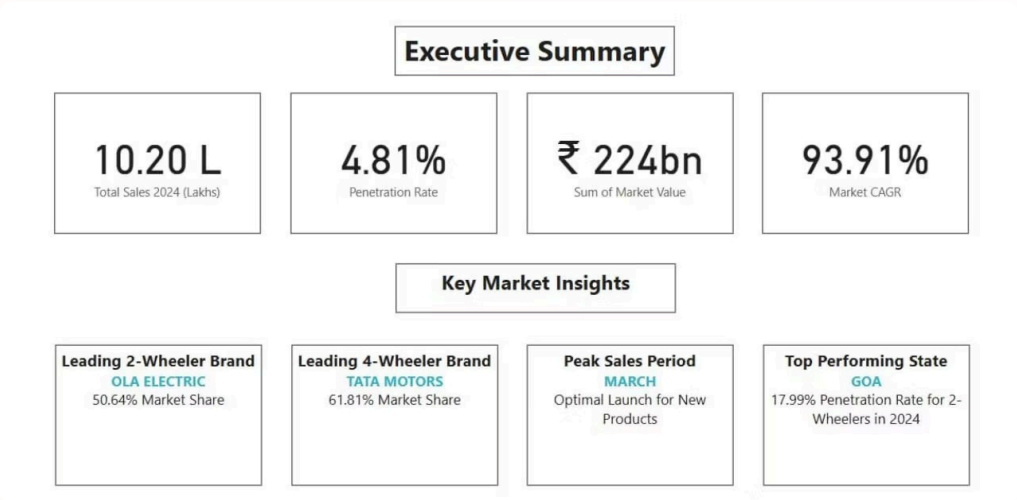 Executive Summary
10.20 L
Total Sales 2024 (Lakhs)
4.81%
Penetration Rate
₹ 224bn
Sum of Market Value
93.91%
Market CAGR
Key Market Insights
Leading 2-Wheeler Brand
OLA ELECTRIC
50.64% Market Share
Leading 4-Wheeler Brand
TATA MOTORS
61.81% Market Share
Peak Sales Period
MARCH
Optimal Launch for New
Products
Top Performing State
GOA
17.99% Penetration Rate for 2-
Wheelers in 2024